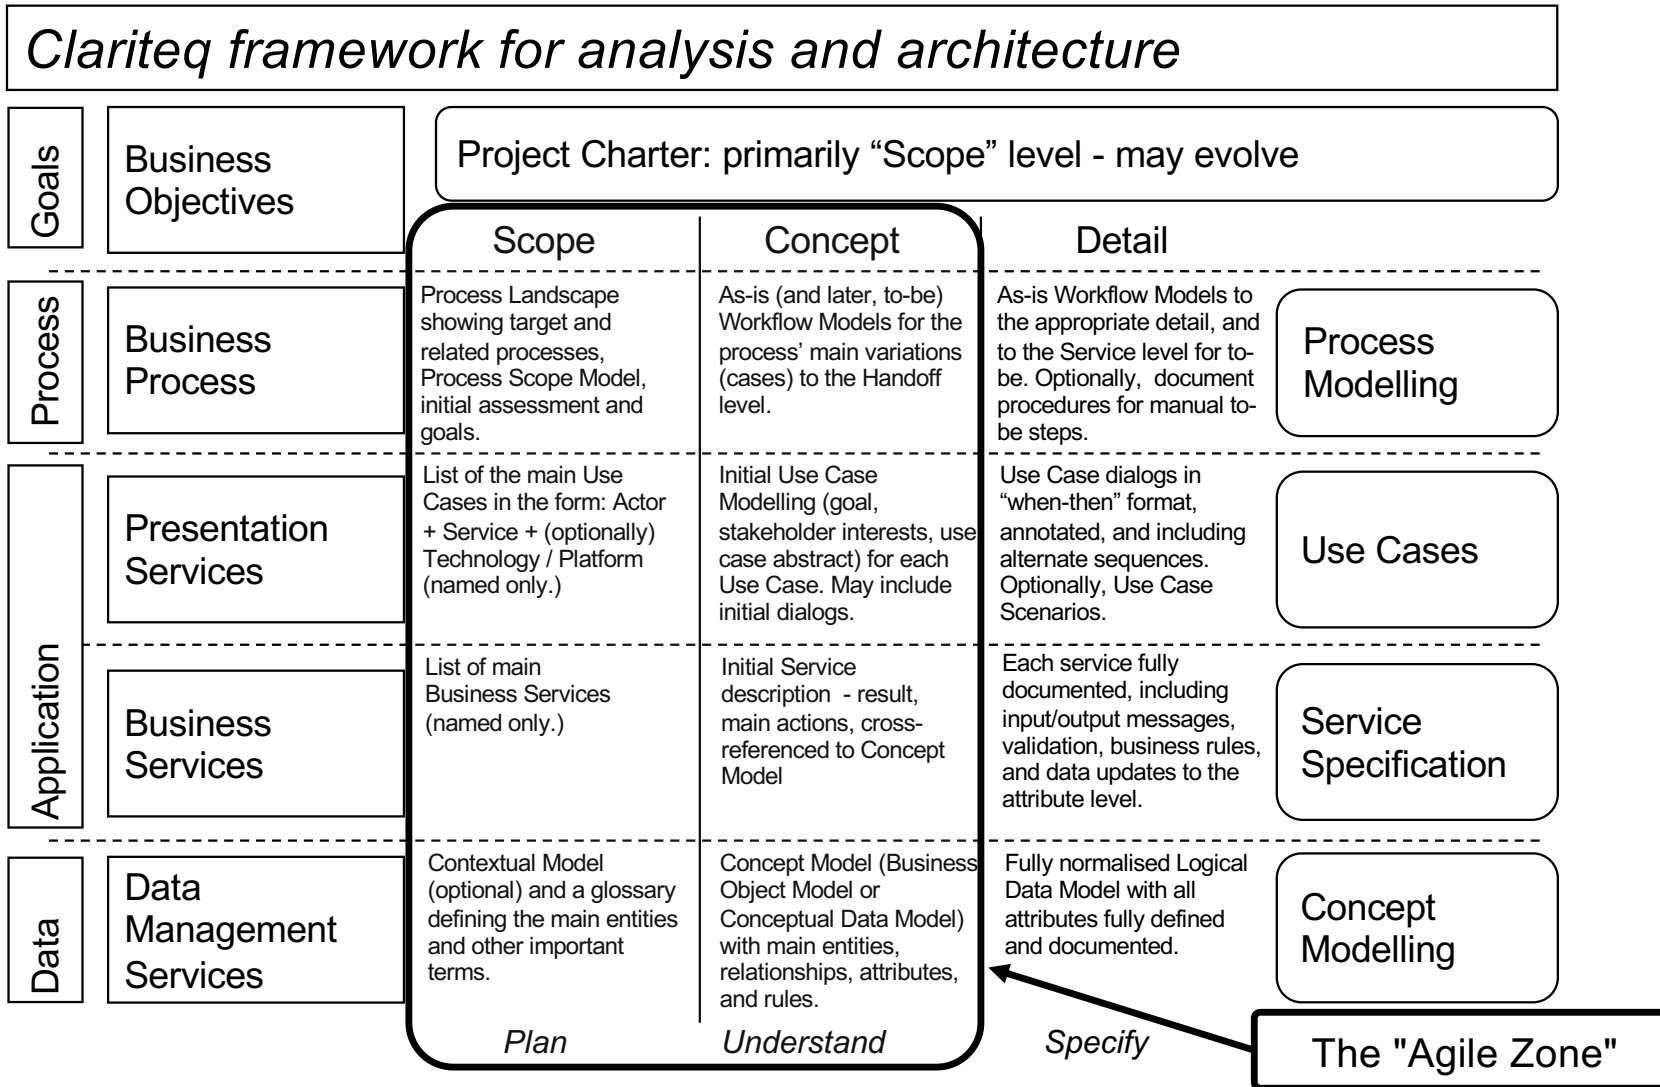 Clariteq framework for analysis and architecture
Goals
Business
Objectives
Project Charter: primarily “Scope” level - may evolve
Scope
Concept
Detail
Process
Business
Process
Process Landscape
showing target and
related processes,
Process Scope Model,
initial assessment and
goals.
As-is (and later, to-be)
Workflow Models for the
process’ main variations
(cases) to the Handoff
level.
As-is Workflow Models to
the appropriate detail, and
to the Service level for to-
be. Optionally, document
procedures for manual to-
be steps.
Process
Modelling
Application
Presentation
Services
List of the main Use
Cases in the form: Actor
+ Service + (optionally)
Technology / Platform
(named only.)
Initial Use Case
Modelling (goal,
stakeholder interests, use
case abstract) for each
Use Case. May include
initial dialogs.
Use Case dialogs in
“when-then” format,
annotated, and including
alternate sequences.
Optionally, Use Case
Scenarios.
Use Cases
Business
Services
List of main
Business Services
(named only.)
Initial Service
description - result,
main actions, cross-
referenced to Concept
Model
Each service fully
documented, including
input/output messages,
validation, business rules,
and data updates to the
attribute level.
Service
Specification
Data
Data
Management
Services
Contextual Model
(optional) and a glossary
defining the main entities
and other important
terms.
Concept Model (Business
Object Model or
Conceptual Data Model)
with main entities,
relationships, attributes,
and rules.
Fully normalised Logical
Data Model with all
attributes fully defined
and documented.
Concept
Modelling
Plan
Understand
Specify
The "Agile Zone"